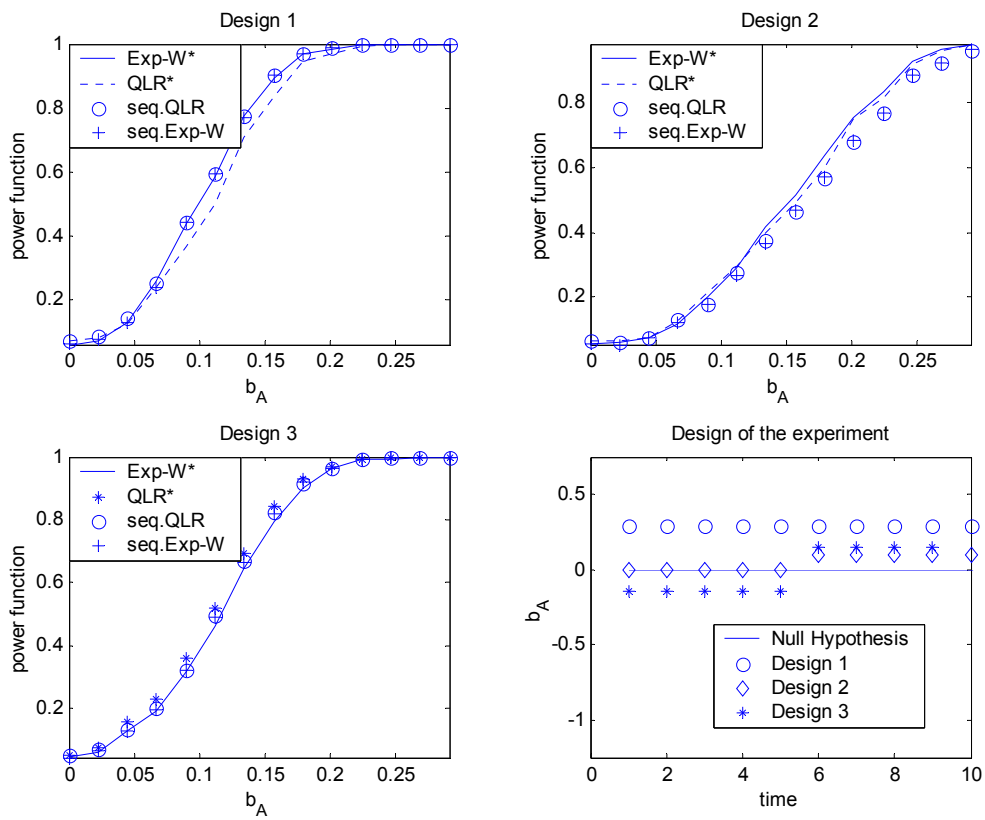 Design 1
1
0.8
0.6
0.4
0.2
0
0.05
0.1
0.15
0.2
0.25
power function
b_A
Exp-W*
QLR*
seq.QLR
seq.Exp-W
Design 2
0.8
0.6
0.4
0.2
0
0.05
0.1
0.15
0.2
0.25
power function
b_A
Exp-W*
QLR*
seq.QLR
seq.Exp-W
Design 3
1
0.8
0.6
0.4
0.2
0
0.05
0.1
0.15
0.2
0.25
power function
b_A
Exp-W*
QLR*
seq.QLR
seq.Exp-W
Design of the experiment
0.5
0
-0.5
-1
0
2
4
6
8
10
b_A
time
Null Hypothesis
Design 1
Design 2
Design 3